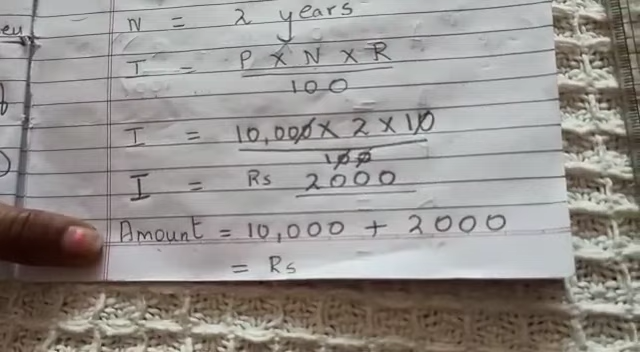 N = 2 years
I = P X N X R
100
I = 10,000 X 2 X 10
100
I = Rs 2000
Amount = 10,000 + 2000
= Rs